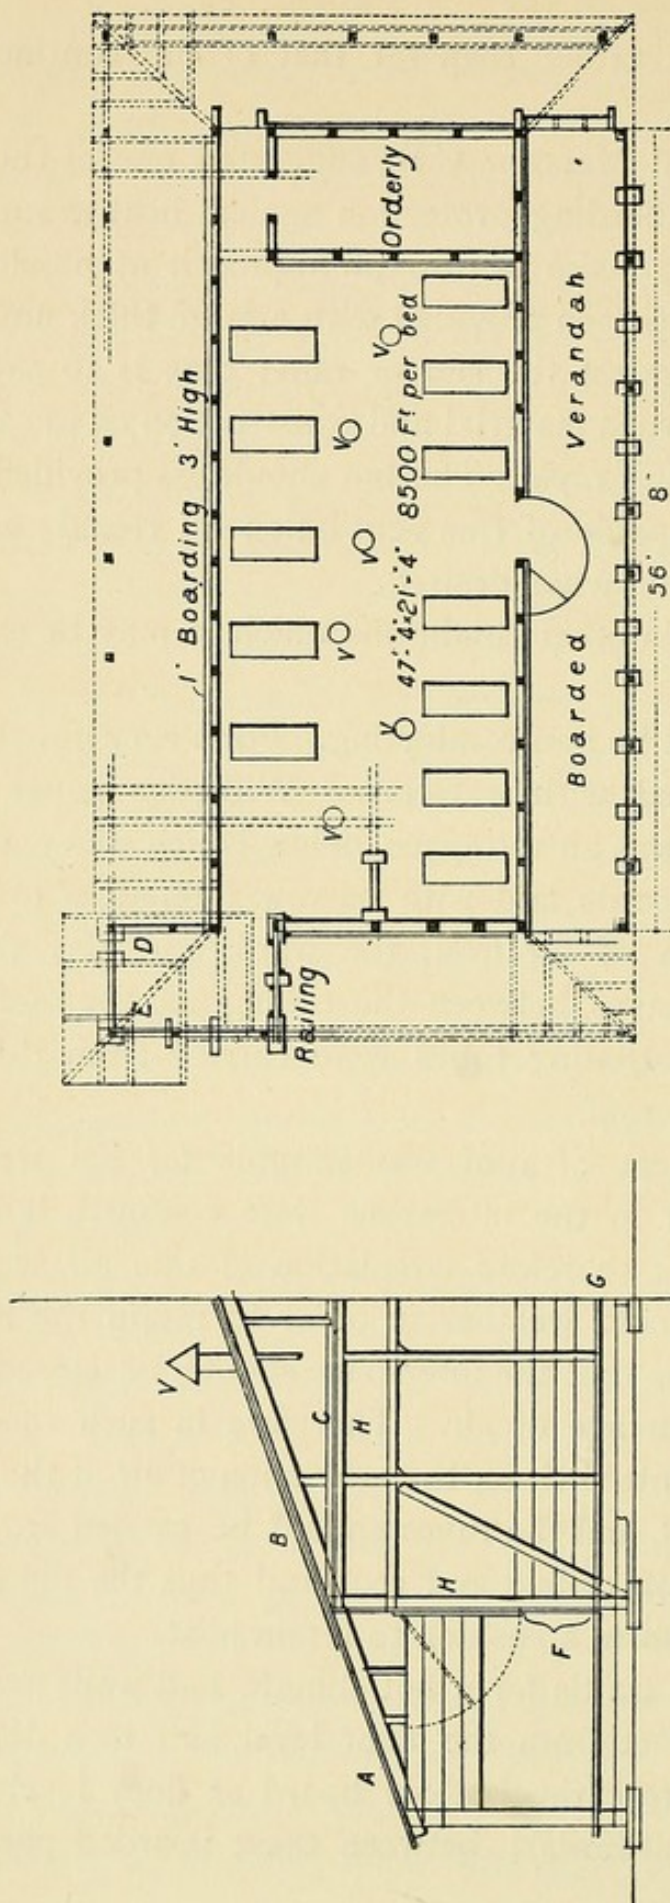 E D
1' Boarding 3' High
V V V V V V
Railing
Orderly
47'-4"×21'-4" 8500 Ft per bed
Boarded Verandah
56' 8"
V
A B C
H H
F G